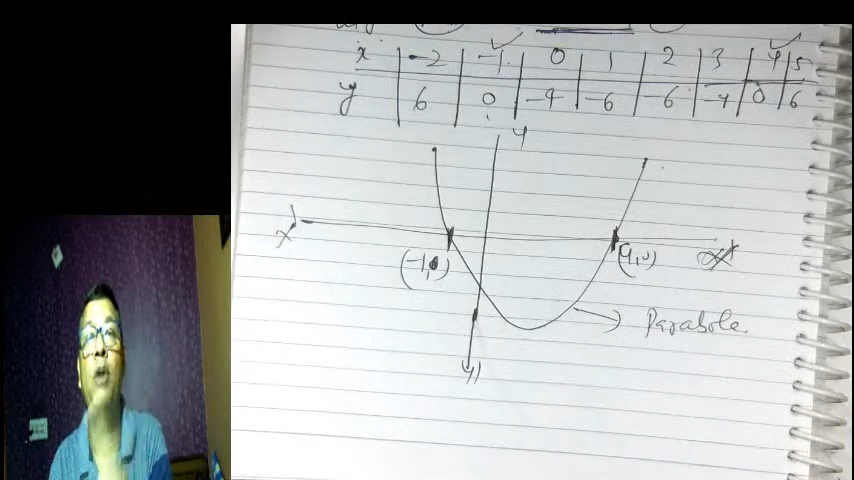 x -2 -1 0 1 2 3 4 5
y 6 0 -4 -6 -6 -4 0 6
y
x'
(-1,0) (4,0) x
Parabola
y'